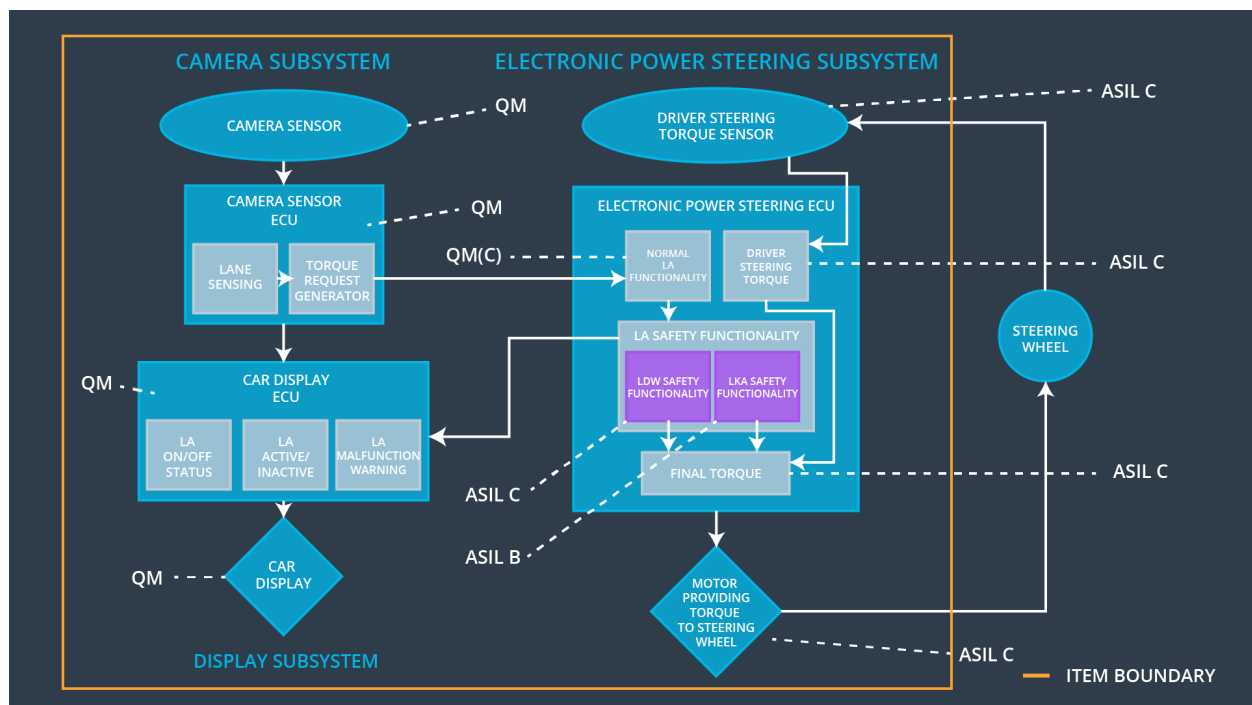 CAMERA SUBSYSTEM
ELECTRONIC POWER STEERING SUBSYSTEM
CAMERA SENSOR
QM
DRIVER STEERING
TORQUE SENSOR
ASIL C
CAMERA SENSOR
ECU
QM
LANE
SENSING
TORQUE
REQUEST
GENERATOR
ELECTRONIC POWER STEERING ECU
QM(C)
NORMAL
LA
FUNCTIONALITY
DRIVER
STEERING
TORQUE
ASIL C
LA SAFETY FUNCTIONALITY
LDW SAFETY
FUNCTIONALITY
LKA SAFETY
FUNCTIONALITY
STEERING
WHEEL
QM
CAR DISPLAY
ECU
LA
ON/OFF
STATUS
LA
ACTIVE/
INACTIVE
LA
MALFUNCTION
WARNING
FINAL TORQUE
ASIL C
ASIL C
ASIL B
QM
CAR
DISPLAY
MOTOR
PROVIDING
TORQUE
TO STEERING
WHEEL
ASIL C
DISPLAY SUBSYSTEM
ITEM BOUNDARY